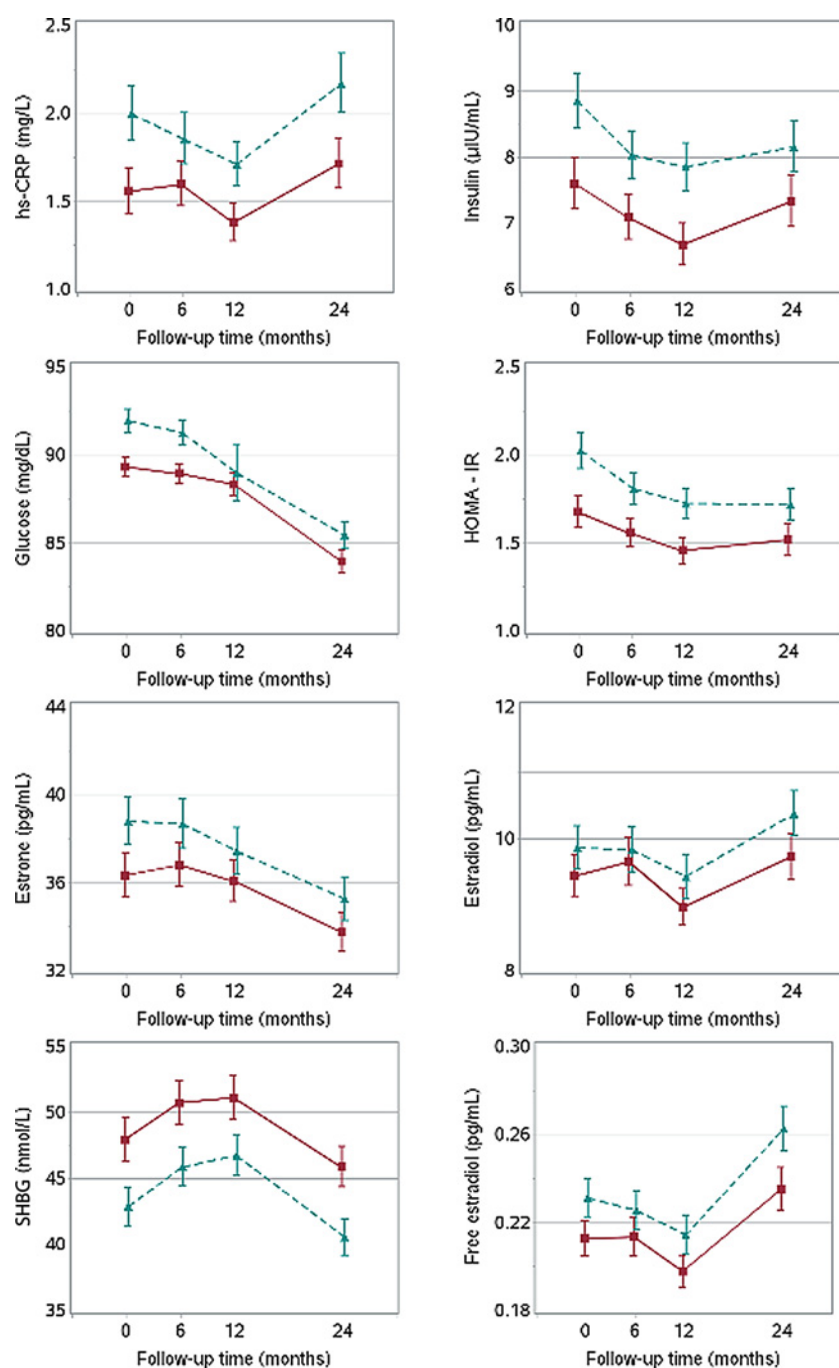 hs-CRP (mg/L)
2.5
2.0
1.5
1.0
0 6 12 24
Follow-up time (months)
Insulin (µIU/mL)
10
9
8
7
6
0 6 12 24
Follow-up time (months)
Glucose (mg/dL)
95
90
85
80
0 6 12 24
Follow-up time (months)
HOMA - IR
2.5
2.0
1.5
1.0
0 6 12 24
Follow-up time (months)
Estrone (pg/mL)
44
40
36
32
0 6 12 24
Follow-up time (months)
Estradiol (pg/mL)
12
10
8
0 6 12 24
Follow-up time (months)
SHBG (nmol/L)
55
50
45
40
35
0 6 12 24
Follow-up time (months)
Free estradiol (pg/mL)
0.30
0.26
0.22
0.18
0 6 12 24
Follow-up time (months)